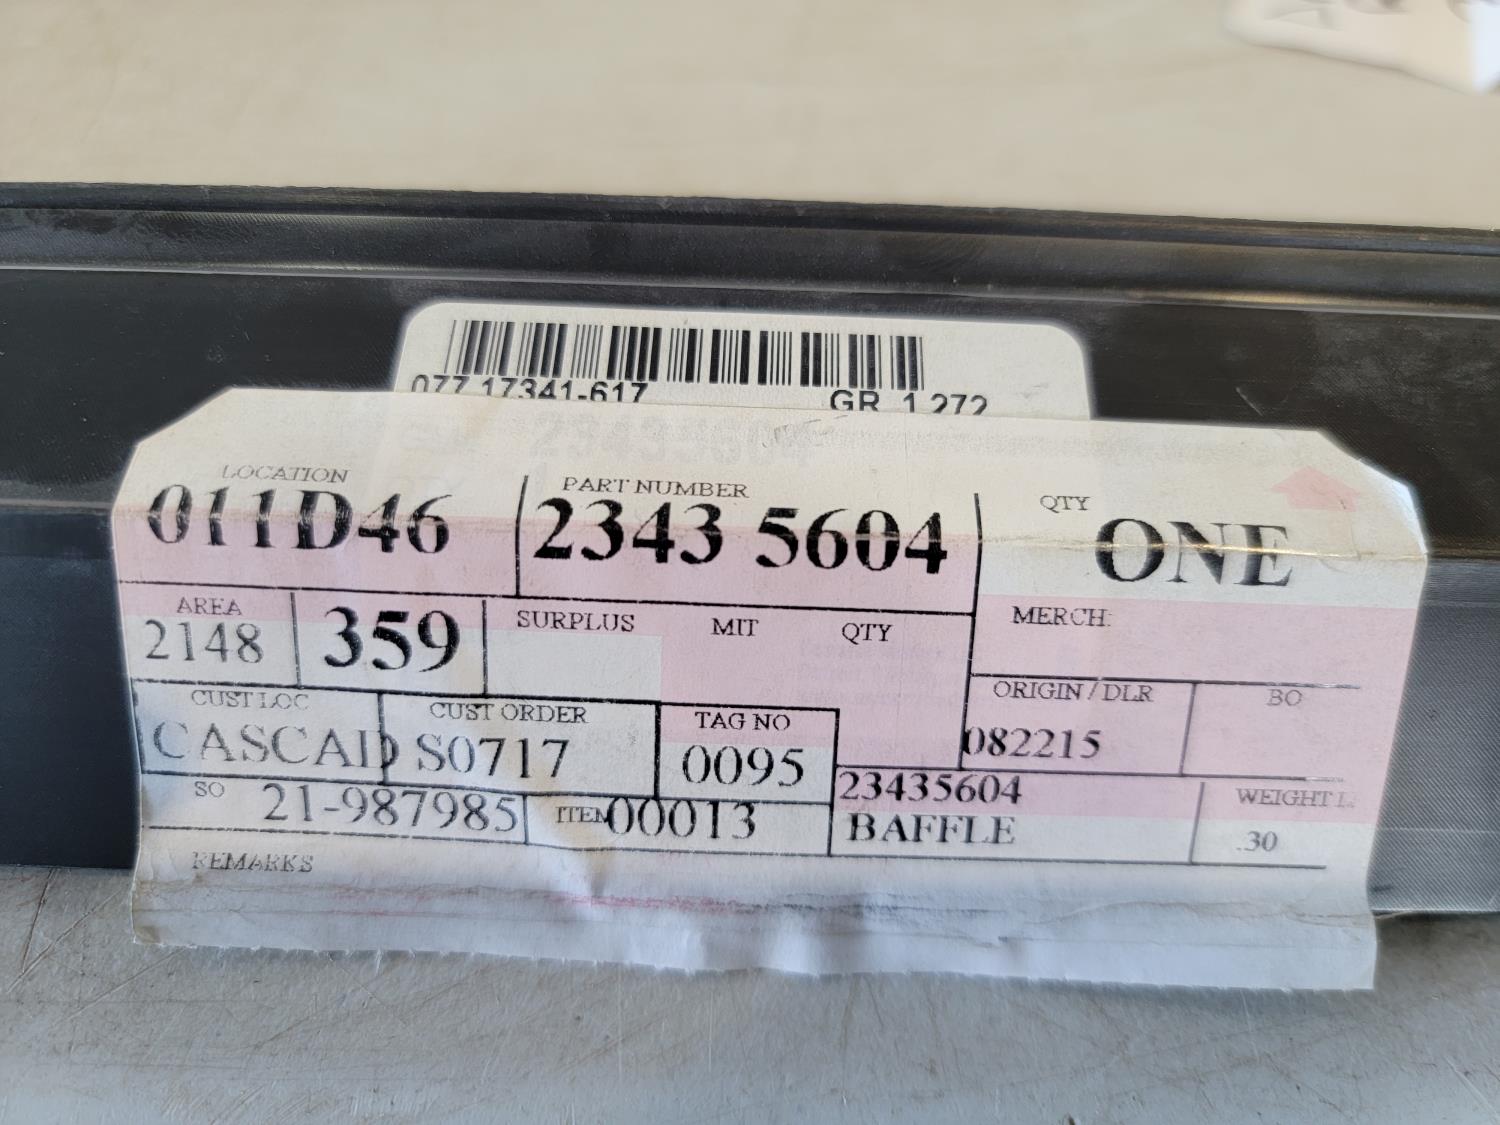 077 17341-617 GR 1 272
23435604
LOCATION PART NUMBER QTY
011D46 2343 5604 ONE
AREA SURPLUS MIT QTY MERCH:
2148 359
CUST LOC CUST ORDER TAG NO ORIGIN / DLR BO
CASCAD S0717 0095 082215
SO 21-987985 ITEM 00013 23435604 WEIGHT
BAFFLE .30
REMARKS